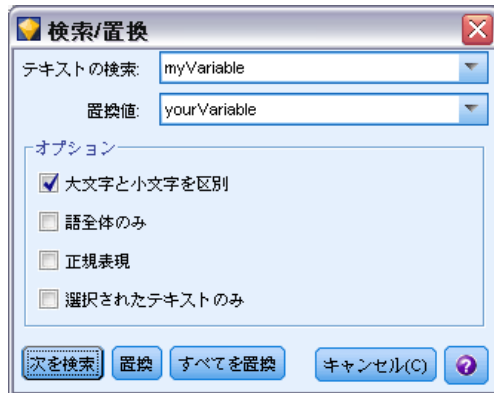 検索/置換
テキストの検索: myVariable
置換値: yourVariable
オプション
大文字と小文字を区別
語全体のみ
正規表現
選択されたテキストのみ
次を検索 置換 すべてを置換 キャンセル(C) ?